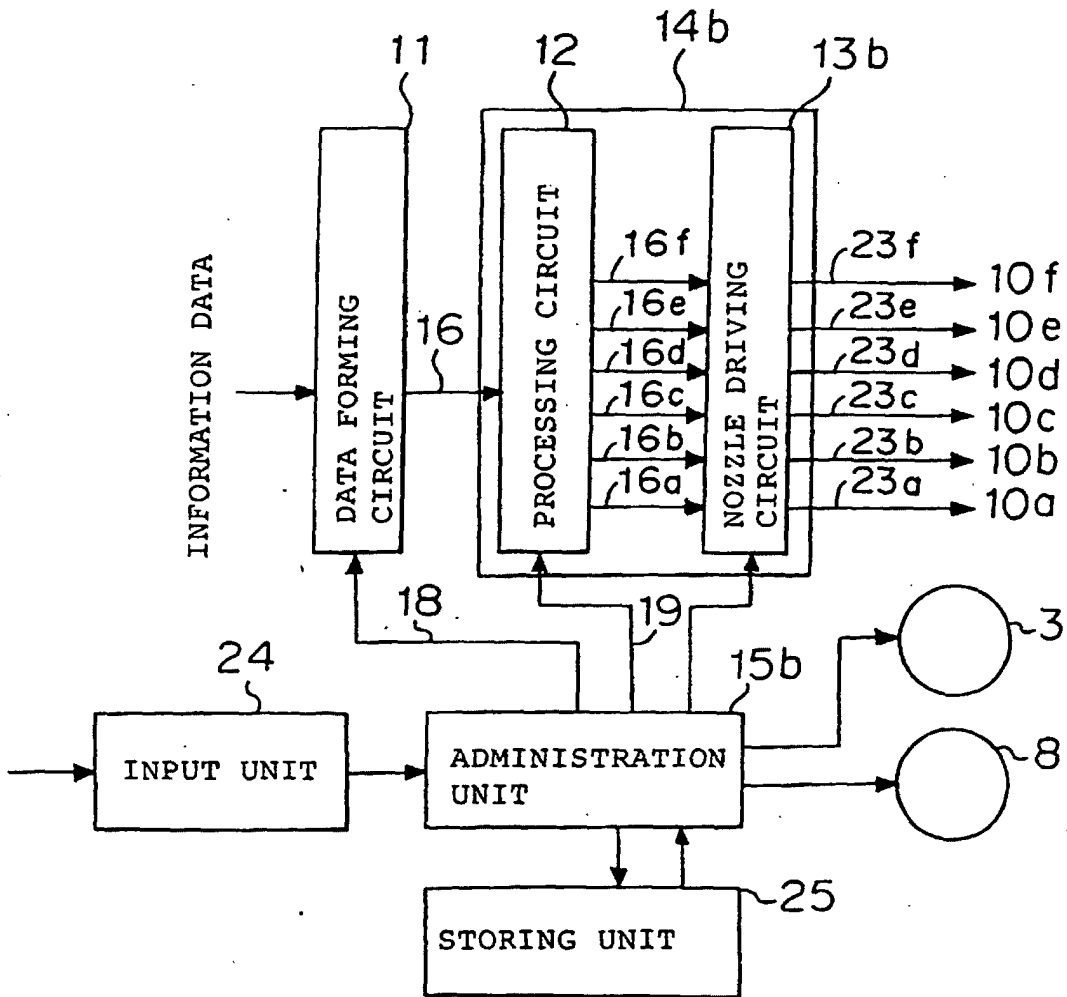 14b
11
12
13b
INFORMATION DATA
DATA FORMING
CIRCUIT
16
PROCESSING CIRCUIT
16f
16e
16d
16c
16b
16a
NOZZLE DRIVING
CIRCUIT
23f
23e
23d
23c
23b
23a
10f
10e
10d
10c
10b
10a
18
19
3
24
15b
INPUT UNIT
ADMINISTRATION
UNIT
8
25
STORING UNIT